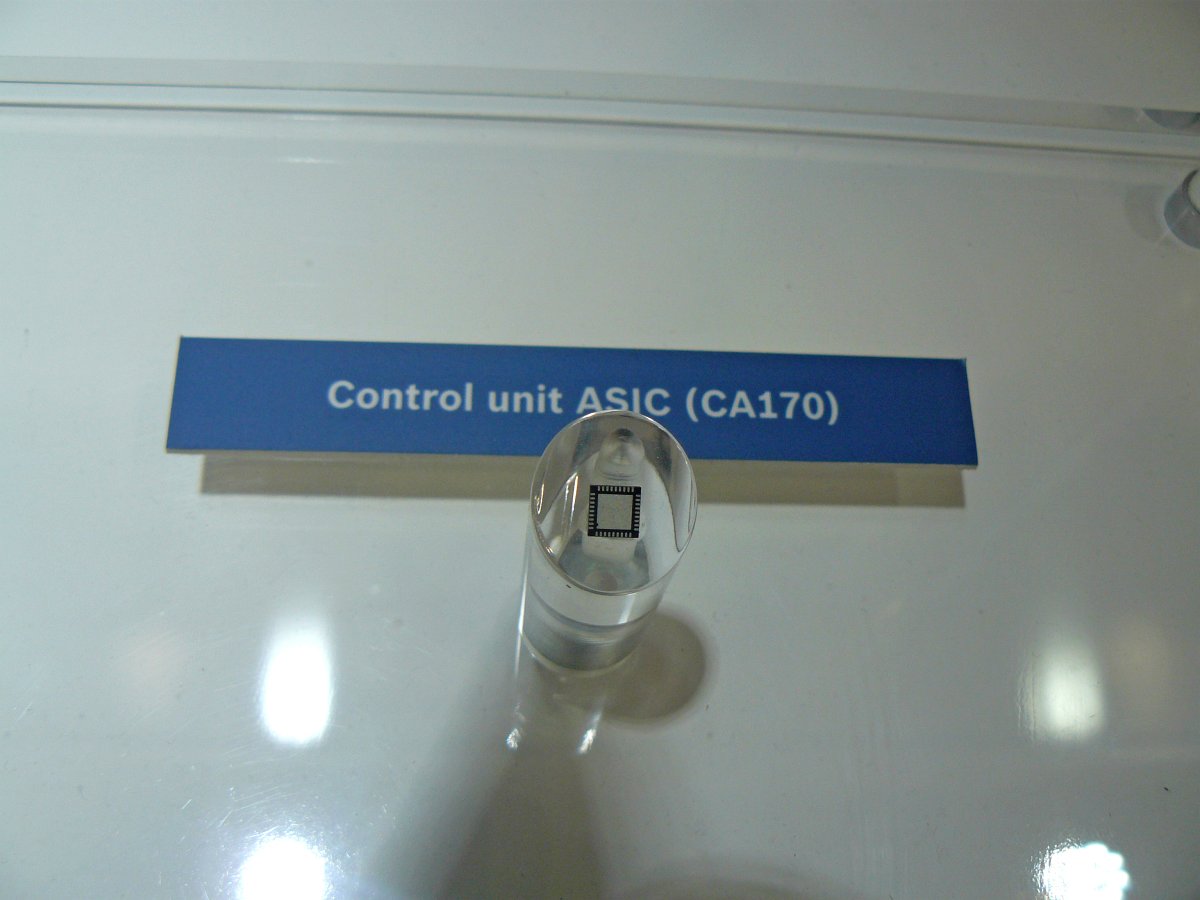 Control unit ASIC (CA170)